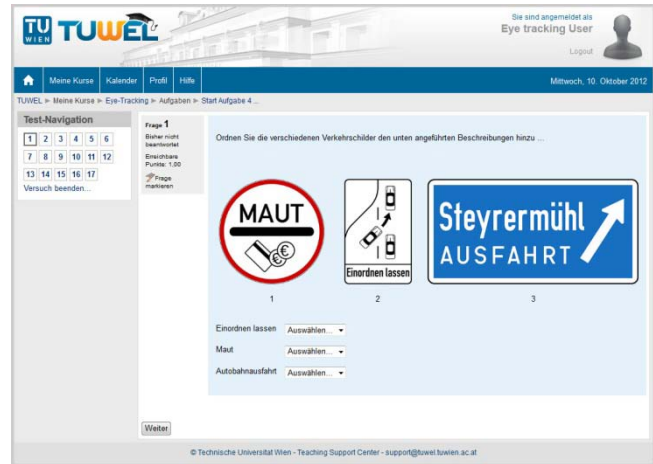 TU
WIEN
TUWEL
Sie sind angemeldet als
Eye tracking User
Logout
Meine Kurse
Kalender
Profil
Hilfe
Mittwoch, 10. Oktober 2012
TUWEL ► Meine Kurse ► Eye-Tracking ► Aufgaben ► Start Aufgabe 4 ...
Test-Navigation
1 2 3 4 5 6
7 8 9 10 11 12
13 14 15 16 17
Versuch beenden...
Frage 1
Bisher nicht
beantwortet
Erreichbare
Punkte: 1,00
Frage
markieren
Ordnen Sie die verschiedenen Verkehrschilder den unten angeführten Beschreibungen hinzu ...
MAUT
Einordnen lassen
Steyrermühl
AUSFAHRT
1
2
3
Einordnen lassen Auswählen...
Maut Auswählen...
Autobahnausfahrt Auswählen...
Weiter
© Technische Universität Wien - Teaching Support Center - support@tuwel.tuwien.ac.at